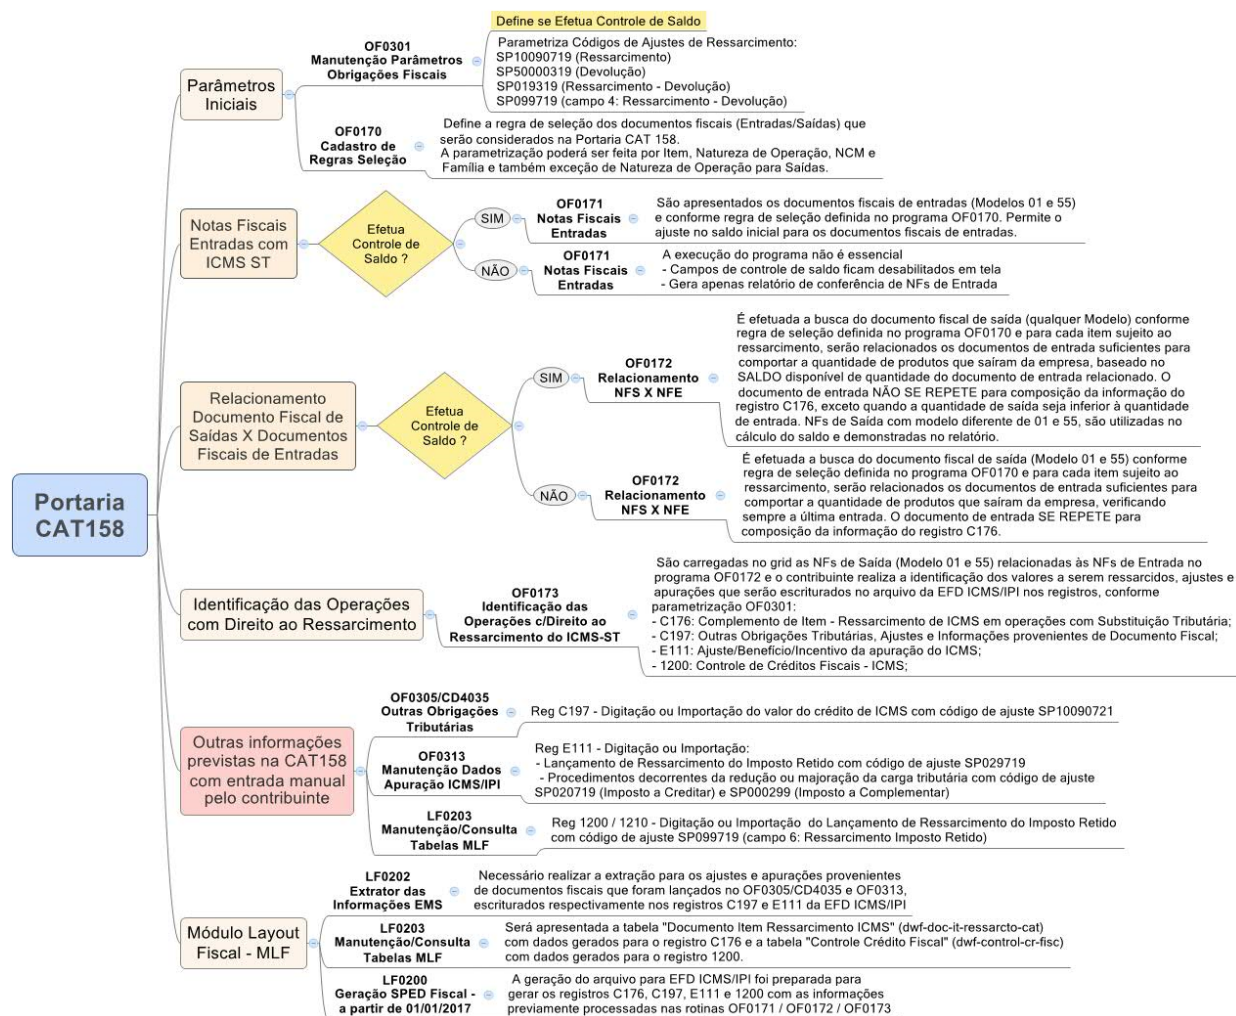 Portaria
CAT158
Parâmetros
Iniciais
OF0301
Manutenção Parâmetros
Obrigações Fiscais
Define se Efetua Controle de Saldo
Parametriza Códigos de Ajustes de Ressarcimento:
SP10090719 (Ressarcimento)
SP50000319 (Devolução)
SP019319 (Ressarcimento - Devolução)
SP099719 (campo 4: Ressarcimento - Devolução)
OF0170
Cadastro de
Regras Seleção
Define a regra de seleção dos documentos fiscais (Entradas/Saídas) que
serão considerados na Portaria CAT 158.
A parametrização poderá ser feita por Item, Natureza de Operação, NCM e
Família e também exceção de Natureza de Operação para Saídas.
Notas Fiscais
Entradas com
ICMS ST
Efetua
Controle de
Saldo ?
SIM
OF0171
Notas Fiscais
Entradas
São apresentados os documentos fiscais de entradas (Modelos 01 e 55)
e conforme regra de seleção definida no programa OF0170. Permite o
ajuste no saldo inicial para os documentos fiscais de entradas.
NÃO
OF0171
Notas Fiscais
Entradas
A execução do programa não é essencial
- Campos de controle de saldo ficam desabilitados em tela
- Gera apenas relatório de conferência de NFs de Entrada
Relacionamento
Documento Fiscal de
Saídas X Documentos
Fiscais de Entradas
Efetua
Controle de
Saldo ?
SIM
OF0172
Relacionamento
NFS X NFE
É efetuada a busca do documento fiscal de saída (qualquer Modelo) conforme
regra de seleção definida no programa OF0170 e para cada item sujeito ao
ressarcimento, serão relacionados os documentos de entrada suficientes para
comportar a quantidade de produtos que saíram da empresa, baseado no
SALDO disponível de quantidade do documento de entrada relacionado. O
documento de entrada NÃO SE REPETE para composição da informação do
registro C176, exceto quando a quantidade de saída seja inferior à quantidade
de entrada. NFs de Saída com modelo diferente de 01 e 55, são utilizadas no
cálculo do saldo e demonstradas no relatório.
NÃO
OF0172
Relacionamento
NFS X NFE
É efetuada a busca do documento fiscal de saída (Modelo 01 e 55) conforme
regra de seleção definida no programa OF0170 e para cada item sujeito ao
ressarcimento, serão relacionados os documentos de entrada suficientes para
comportar a quantidade de produtos que saíram da empresa, verificando
sempre a última entrada. O documento de entrada SE REPETE para
composição da informação do registro C176.
Identificação das Operações
com Direito ao Ressarcimento
OF0173
Identificação das
Operações c/Direito ao
Ressarcimento do ICMS-ST
São carregadas no grid as NFs de Saída (Modelo 01 e 55) relacionadas às NFs de Entrada no
programa OF0172 e o contribuinte realiza a identificação dos valores a serem ressarcidos, ajustes e
apurações que serão escriturados no arquivo da EFD ICMS/IPI nos registros, conforme
parametrização OF0301:
- C176: Complemento de Item - Ressarcimento de ICMS em operações com Substituição Tributária;
- C197: Outras Obrigações Tributárias, Ajustes e Informações provenientes de Documento Fiscal;
- E111: Ajuste/Benefício/Incentivo da apuração do ICMS;
- 1200: Controle de Créditos Fiscais - ICMS;
Outras informações
previstas na CAT158
com entrada manual
pelo contribuinte
OF0305/CD4035
Outras Obrigações
Tributárias
Reg C197 - Digitação ou Importação do valor do crédito de ICMS com código de ajuste SP10090721
OF0313
Manutenção Dados
Apuração ICMS/IPI
Reg E111 - Digitação ou Importação:
- Lançamento de Ressarcimento do Imposto Retido com código de ajuste SP029719
- Procedimentos decorrentes da redução ou majoração da carga tributária com código de ajuste
SP020719 (Imposto a Creditar) e SP000299 (Imposto a Complementar)
LF0203
Manutenção/Consulta
Tabelas MLF
Reg 1200 / 1210 - Digitação ou Importação do Lançamento de Ressarcimento do Imposto Retido
com código de ajuste SP099719 (campo 6: Ressarcimento Imposto Retido)
Módulo Layout
Fiscal - MLF
LF0202
Extrator das
Informações EMS
Necessário realizar a extração para os ajustes e apurações provenientes
de documentos fiscais que foram lançados no OF0305/CD4035 e OF0313,
escriturados respectivamente nos registros C197 e E111 da EFD ICMS/IPI
LF0203
Manutenção/Consulta
Tabelas MLF
Será apresentada a tabela "Documento Item Ressarcimento ICMS" (dwf-doc-it-ressarcto-cat)
com dados gerados para o registro C176 e a tabela "Controle Crédito Fiscal" (dwf-control-cr-fisc)
com dados gerados para o registro 1200.
LF0200
Geração SPED Fiscal -
a partir de 01/01/2017
A geração do arquivo para EFD ICMS/IPI foi preparada para
gerar os registros C176, C197, E111 e 1200 com as informações
previamente processadas nas rotinas OF0171 / OF0172 / OF0173